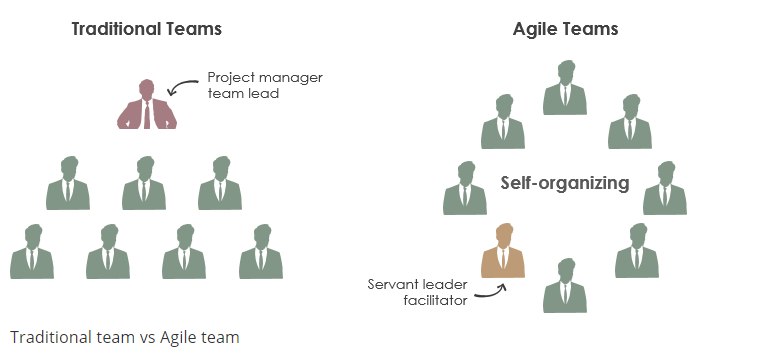 Traditional Teams
Project manager
team lead
Agile Teams
Self-organizing
Servant leader
facilitator
Traditional team vs Agile team